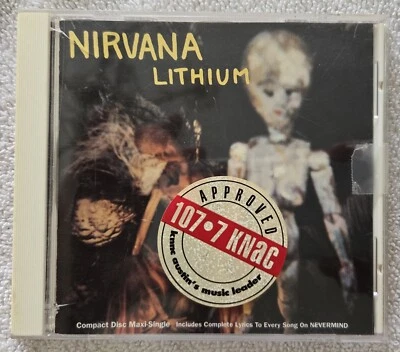 NIRVANA
LITHIUM
APPROVED
107•7 KNAC
knnc austin's music leader
Compact Disc Maxi-Single Includes Complete Lyrics To Every Song On NEVERMIND